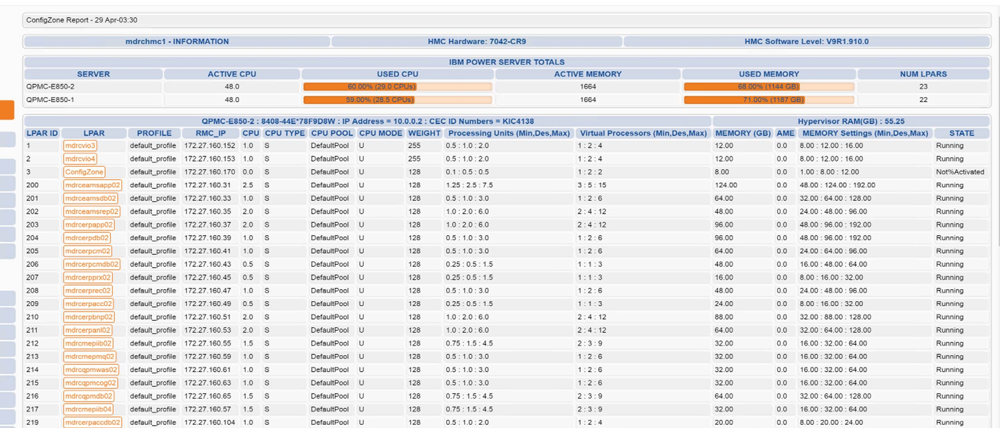 ConfigZone Report - 29 Apr-03:30
mdrchmc1 - INFORMATION HMC Hardware: 7042-CR9 HMC Software Level: V9R1.910.0
IBM POWER SERVER TOTALS
SERVER ACTIVE CPU USED CPU ACTIVE MEMORY USED MEMORY NUM LPARS
QPMC-E850-2 48.0 60.00% (29.0 CPUs) 1664 68.00% (1144 GB) 23
QPMC-E850-1 48.0 59.00% (28.5 CPUs) 1664 71.00% (1187 GB) 22
QPMC-E850-2 : 8408-44E*78F9D8W : IP Address = 10.0.0.2 : CEC ID Numbers = KIC4138 Hypervisor RAM(GB) : 55.25
LPAR ID LPAR PROFILE RMC_IP CPU CPU TYPE CPU POOL CPU MODE WEIGHT Processing Units (Min,Des,Max) Virtual Processors (Min,Des,Max) MEMORY (GB) AME MEMORY Settings (Min,Des,Max) STATE
1 mdrcvio3 default_profile 172.27.160.152 1.0 S DefaultPool U 255 0.5 : 1.0 : 2.0 1 : 2 : 4 12.00 0.0 8.00 : 12.00 : 16.00 Running
2 mdrcvio4 default_profile 172.27.160.153 1.0 S DefaultPool U 255 0.5 : 1.0 : 2.0 1 : 2 : 4 12.00 0.0 8.00 : 12.00 : 16.00 Running
3 ConfigZone default_profile 172.27.160.170 0.0 S DefaultPool U 128 0.1 : 0.5 : 0.5 1 : 2 : 2 8.00 0.0 1.00 : 8.00 : 12.00 Not%Activated
200 mdrceamsapp02 default_profile 172.27.160.31 2.5 S DefaultPool U 128 1.25 : 2.5 : 7.5 3 : 5 : 15 124.00 0.0 48.00 : 124.00 : 192.00 Running
201 mdrceamsdb02 default_profile 172.27.160.33 1.0 S DefaultPool U 128 0.5 : 1.0 : 3.0 1 : 2 : 6 64.00 0.0 32.00 : 64.00 : 128.00 Running
202 mdrceamsrep02 default_profile 172.27.160.35 2.0 S DefaultPool U 128 1.0 : 2.0 : 6.0 2 : 4 : 12 48.00 0.0 24.00 : 48.00 : 96.00 Running
203 mdrcerpapp02 default_profile 172.27.160.37 2.0 S DefaultPool U 128 1.0 : 2.0 : 6.0 2 : 4 : 12 96.00 0.0 48.00 : 96.00 : 192.00 Running
204 mdrcerpdb02 default_profile 172.27.160.39 1.0 S DefaultPool U 128 0.5 : 1.0 : 3.0 1 : 2 : 6 96.00 0.0 48.00 : 96.00 : 192.00 Running
205 mdrcerpcm02 default_profile 172.27.160.41 1.0 S DefaultPool U 128 0.5 : 1.0 : 3.0 1 : 2 : 6 64.00 0.0 24.00 : 64.00 : 96.00 Running
206 mdrcerpcmdb02 default_profile 172.27.160.43 0.5 S DefaultPool U 128 0.25 : 0.5 : 1.5 1 : 1 : 3 48.00 0.0 16.00 : 48.00 : 64.00 Running
207 mdrcerpprx02 default_profile 172.27.160.45 0.5 S DefaultPool U 128 0.25 : 0.5 : 1.5 1 : 1 : 3 16.00 0.0 8.00 : 16.00 : 32.00 Running
208 mdrcerprec02 default_profile 172.27.160.47 1.0 S DefaultPool U 128 0.5 : 1.0 : 3.0 1 : 2 : 6 48.00 0.0 24.00 : 48.00 : 96.00 Running
209 mdrcerpacc02 default_profile 172.27.160.49 0.5 S DefaultPool U 128 0.25 : 0.5 : 1.5 1 : 1 : 3 24.00 0.0 8.00 : 16.00 : 32.00 Running
210 mdrcerpbnp02 default_profile 172.27.160.51 2.0 S DefaultPool U 128 1.0 : 2.0 : 6.0 2 : 4 : 12 88.00 0.0 32.00 : 88.00 : 128.00 Running
211 mdrcerpanl02 default_profile 172.27.160.53 2.0 S DefaultPool U 128 1.0 : 2.0 : 6.0 2 : 4 : 12 64.00 0.0 32.00 : 64.00 : 128.00 Running
212 mdrcmepiib02 default_profile 172.27.160.55 1.5 S DefaultPool U 128 0.75 : 1.5 : 4.5 2 : 3 : 9 32.00 0.0 16.00 : 32.00 : 64.00 Running
213 mdrcmepmq02 default_profile 172.27.160.59 1.0 S DefaultPool U 128 0.5 : 1.0 : 3.0 1 : 2 : 6 32.00 0.0 16.00 : 32.00 : 64.00 Running
214 mdrcqpmwas02 default_profile 172.27.160.61 1.0 S DefaultPool U 128 0.5 : 1.0 : 3.0 1 : 2 : 6 32.00 0.0 16.00 : 32.00 : 64.00 Running
215 mdrcqpmcog02 default_profile 172.27.160.63 1.0 S DefaultPool U 128 0.5 : 1.0 : 3.0 1 : 2 : 6 32.00 0.0 16.00 : 32.00 : 64.00 Running
216 mdrcqpmdb02 default_profile 172.27.160.65 1.5 S DefaultPool U 128 0.75 : 1.5 : 4.5 2 : 3 : 9 64.00 0.0 32.00 : 64.00 : 128.00 Running
217 mdrcmepiib04 default_profile 172.27.160.57 1.5 S DefaultPool U 128 0.75 : 1.5 : 4.5 2 : 3 : 9 32.00 0.0 16.00 : 32.00 : 64.00 Running
219 mdrcerpaccdb02 default_profile 172.27.160.104 1.0 S DefaultPool U 128 0.5 : 1.0 : 2.0 1 : 2 : 4 20.00 0.0 8.00 : 20.00 : 24.00 Running